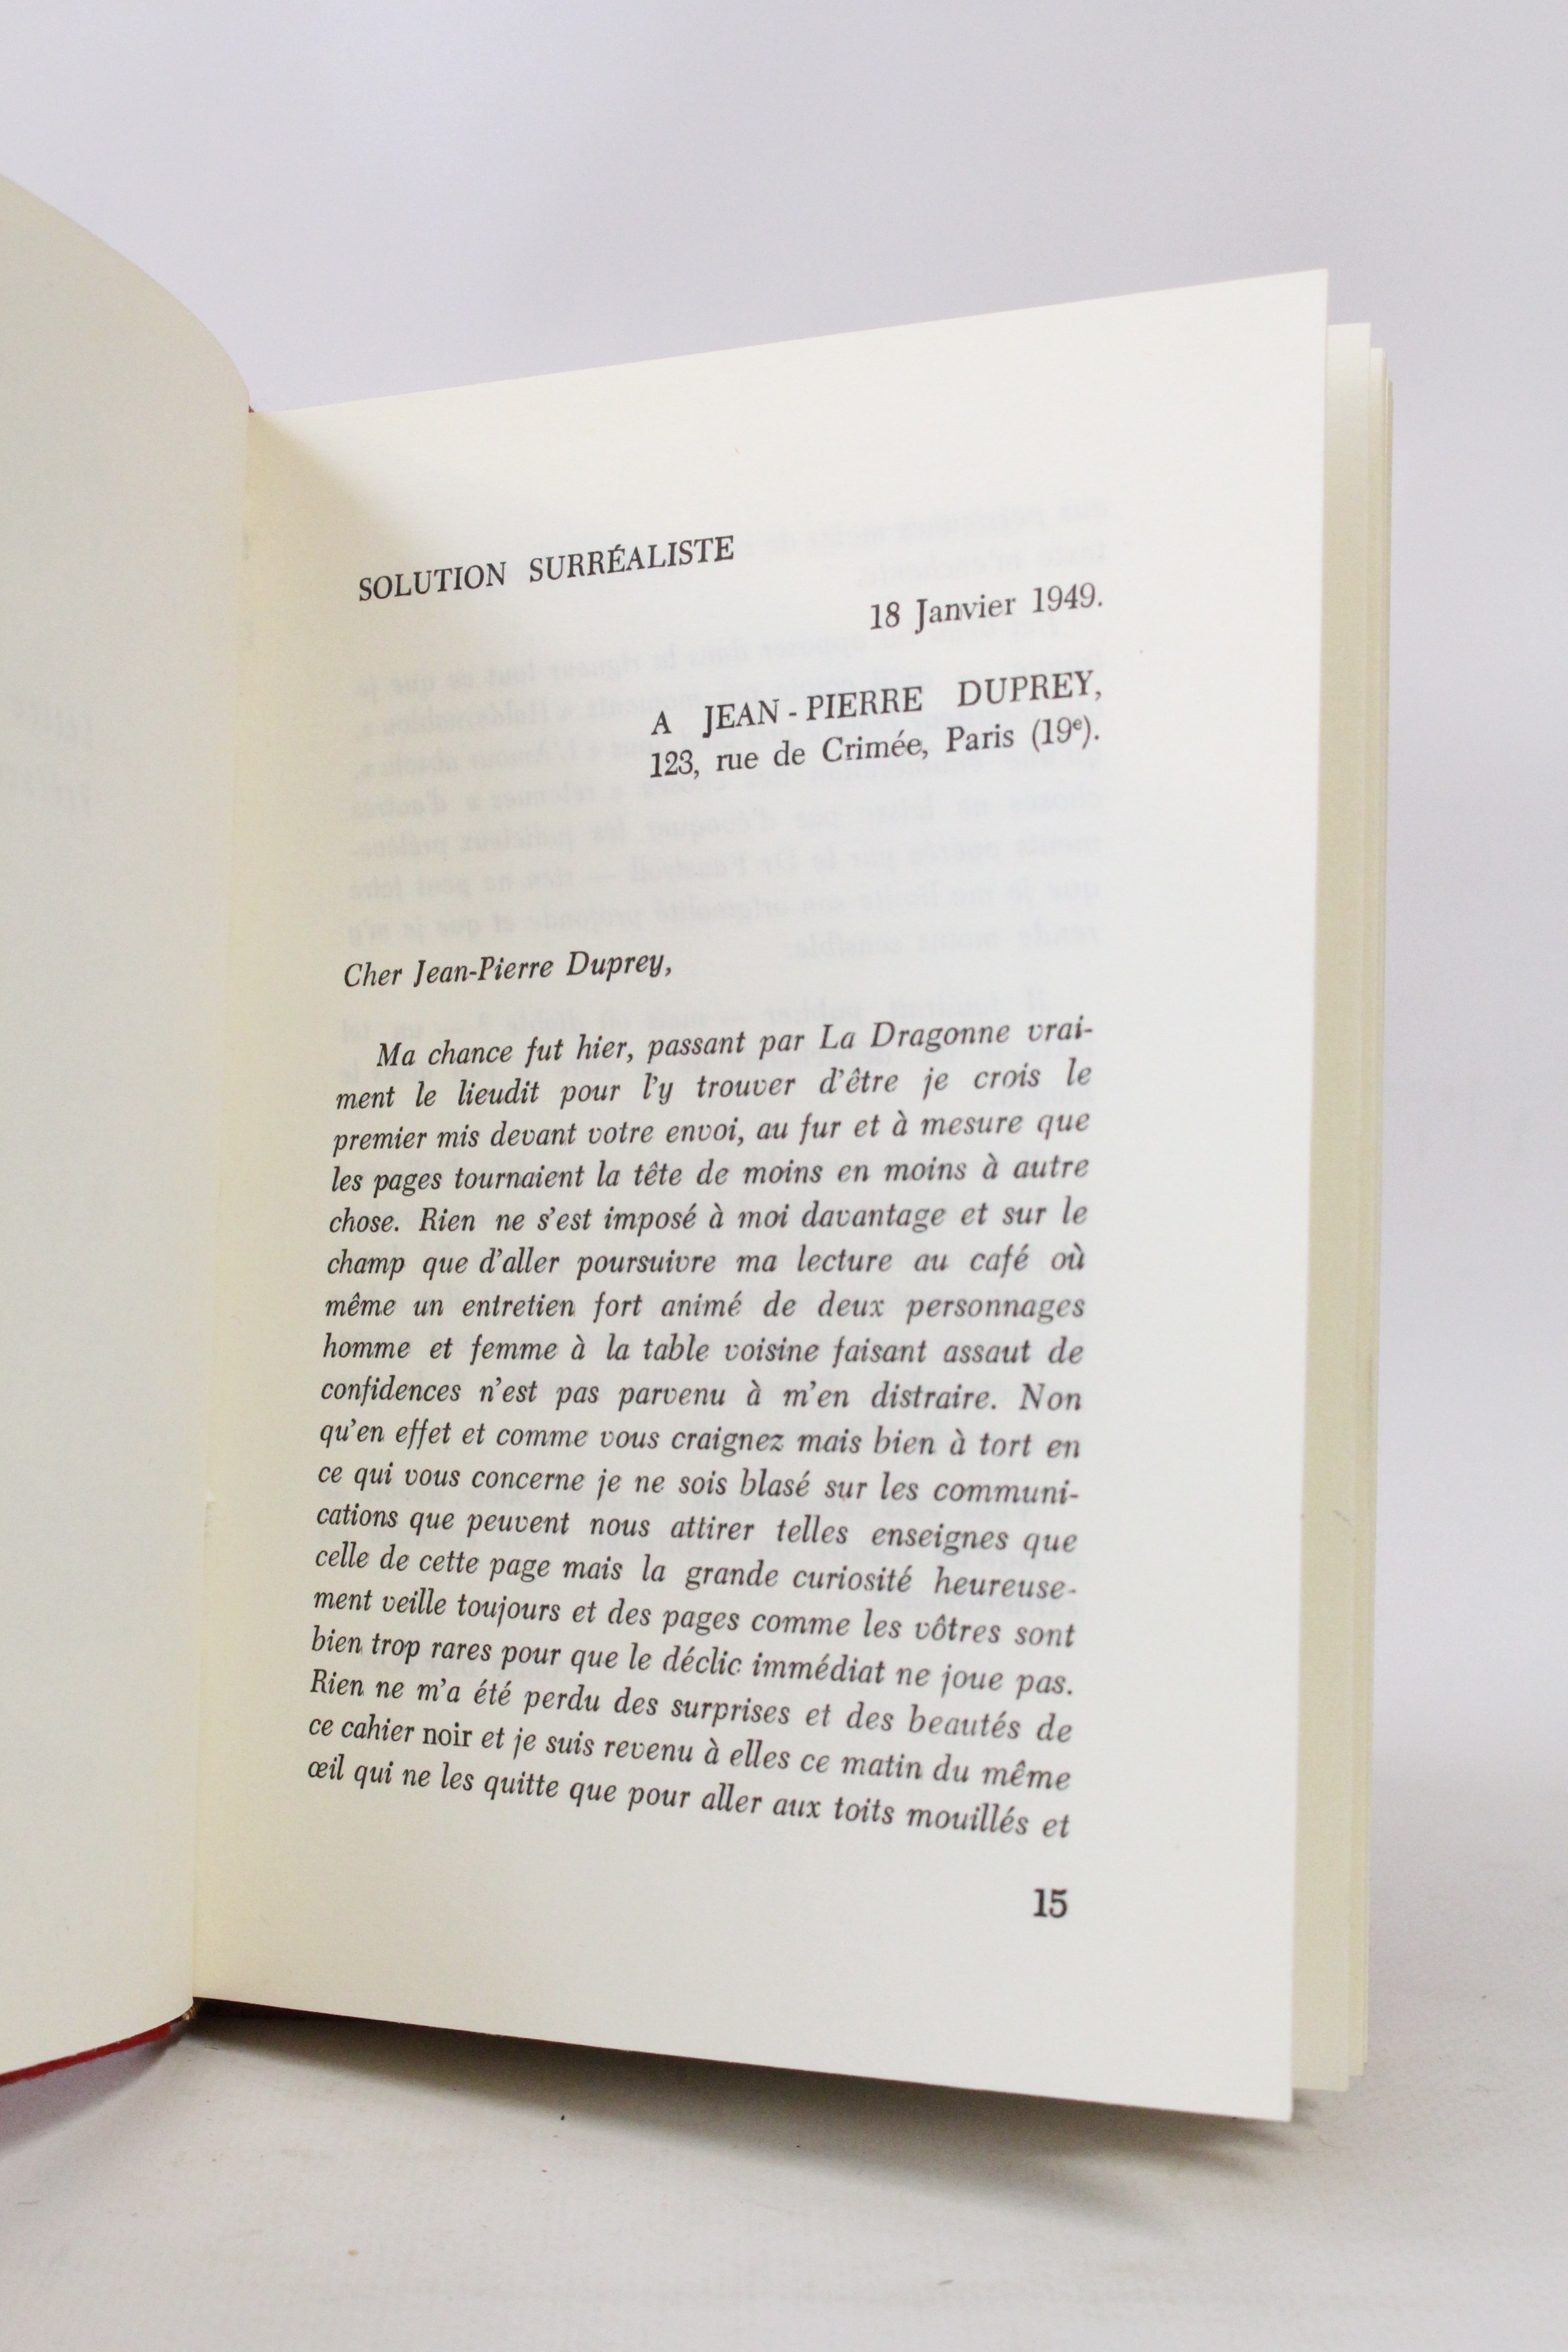 SOLUTION SURRÉALISTE
18 Janvier 1949.
A JEAN-PIERRE DUPREY,
123, rue de Crimée, Paris (19e).
Cher Jean-Pierre Duprey,
Ma chance fut hier, passant par La Dragonne vrai-
ment le lieudit pour l'y trouver d'être je crois le
premier mis devant votre envoi, au fur et à mesure que
les pages tournaient la tête de moins en moins à autre
chose. Rien ne s'est imposé à moi davantage et sur le
champ que d'aller poursuivre ma lecture au café où
même un entretien fort animé de deux personnages
homme et femme à la table voisine faisant assaut de
confidences n'est pas parvenu à m'en distraire. Non
qu'en effet et comme vous craignez mais bien à tort en
ce qui vous concerne je ne sois blasé sur les communi-
cations que peuvent nous attirer telles enseignes que
celle de cette page mais la grande curiosité heureuse-
ment veille toujours et des pages comme les vôtres sont
bien trop rares pour que le déclic immédiat ne joue pas.
Rien ne m'a été perdu des surprises et des beautés de
ce cahier noir et je suis revenu à elles ce matin du même
œil qui ne les quitte que pour aller aux toits mouillés et
15